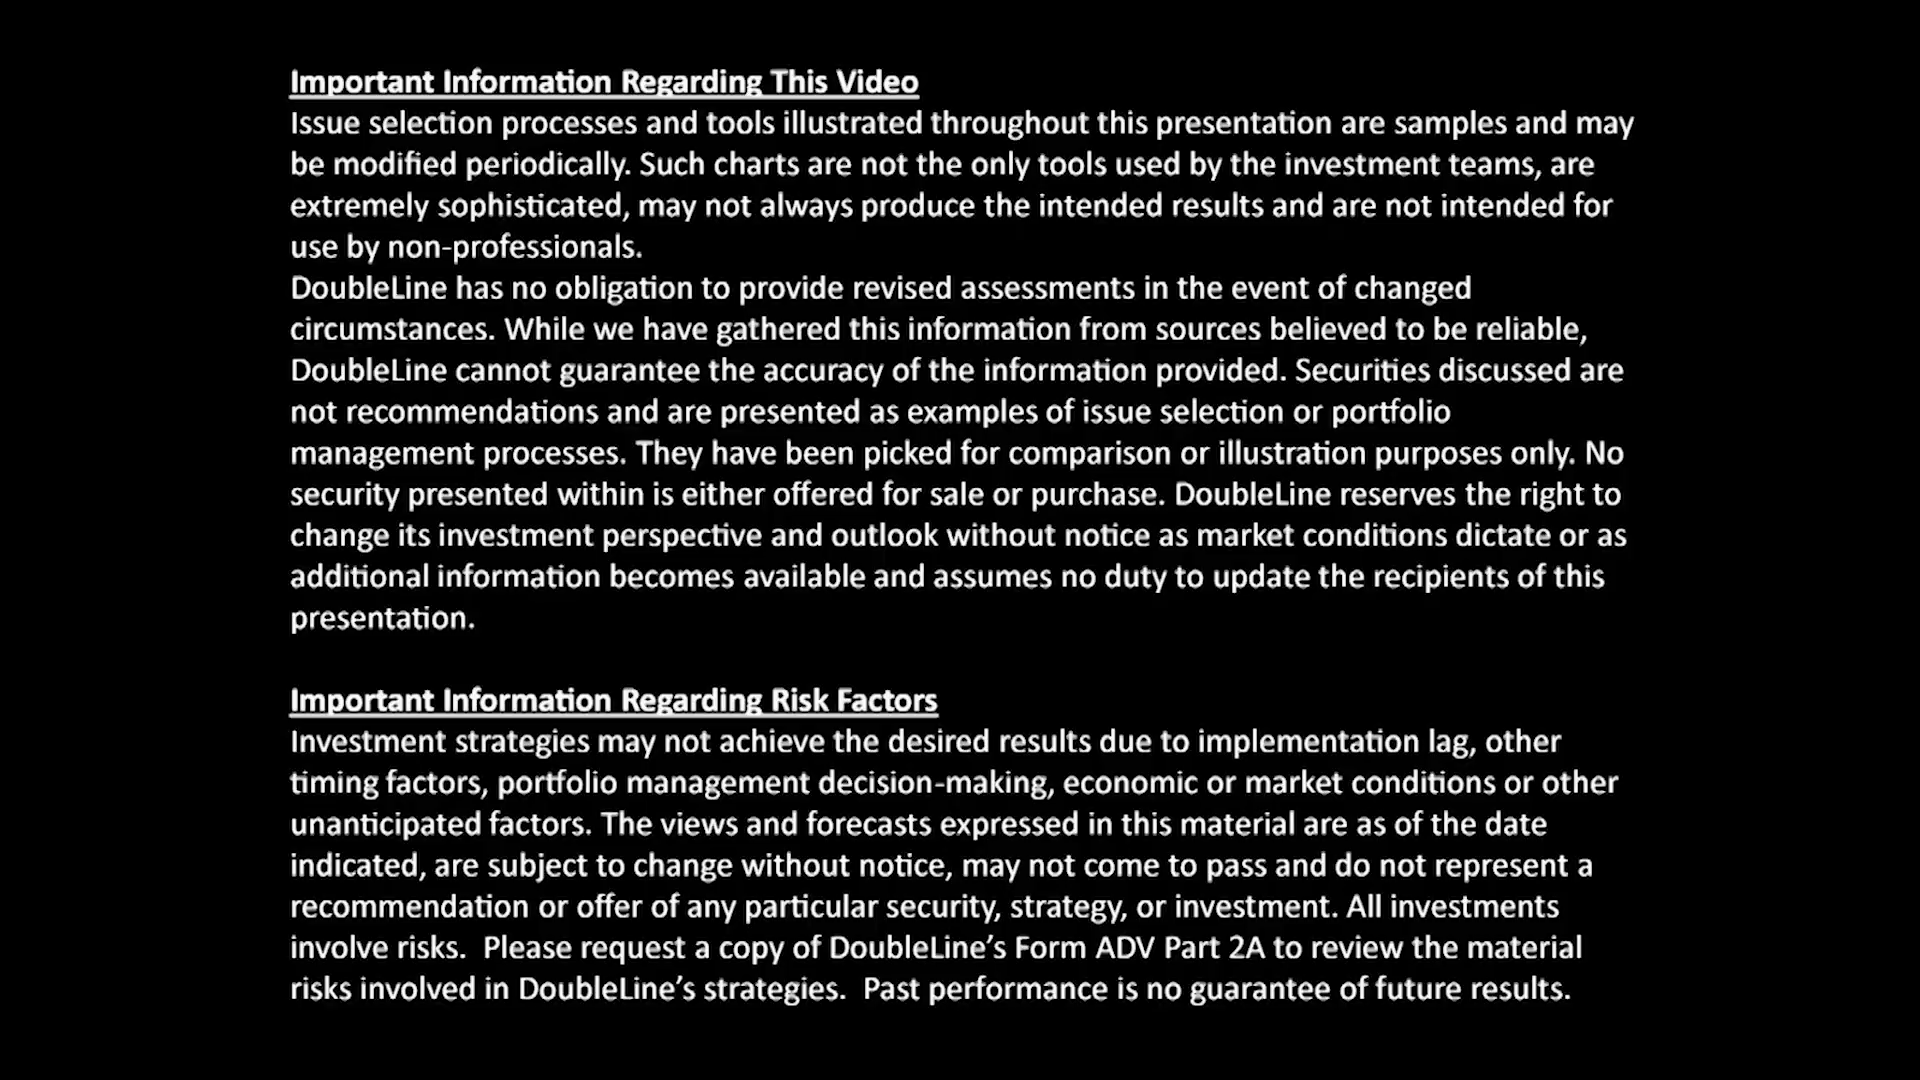 Important Information Regarding This Video
Issue selection processes and tools illustrated throughout this presentation are samples and may
be modified periodically. Such charts are not the only tools used by the investment teams, are
extremely sophisticated, may not always produce the intended results and are not intended for
use by non-professionals.
DoubleLine has no obligation to provide revised assessments in the event of changed
circumstances. While we have gathered this information from sources believed to be reliable,
DoubleLine cannot guarantee the accuracy of the information provided. Securities discussed are
not recommendations and are presented as examples of issue selection or portfolio
management processes. They have been picked for comparison or illustration purposes only. No
security presented within is either offered for sale or purchase. DoubleLine reserves the right to
change its investment perspective and outlook without notice as market conditions dictate or as
additional information becomes available and assumes no duty to update the recipients of this
presentation.
Important Information Regarding Risk Factors
Investment strategies may not achieve the desired results due to implementation lag, other
timing factors, portfolio management decision-making, economic or market conditions or other
unanticipated factors. The views and forecasts expressed in this material are as of the date
indicated, are subject to change without notice, may not come to pass and do not represent a
recommendation or offer of any particular security, strategy, or investment. All investments
involve risks.  Please request a copy of DoubleLine’s Form ADV Part 2A to review the material
risks involved in DoubleLine’s strategies.  Past performance is no guarantee of future results.